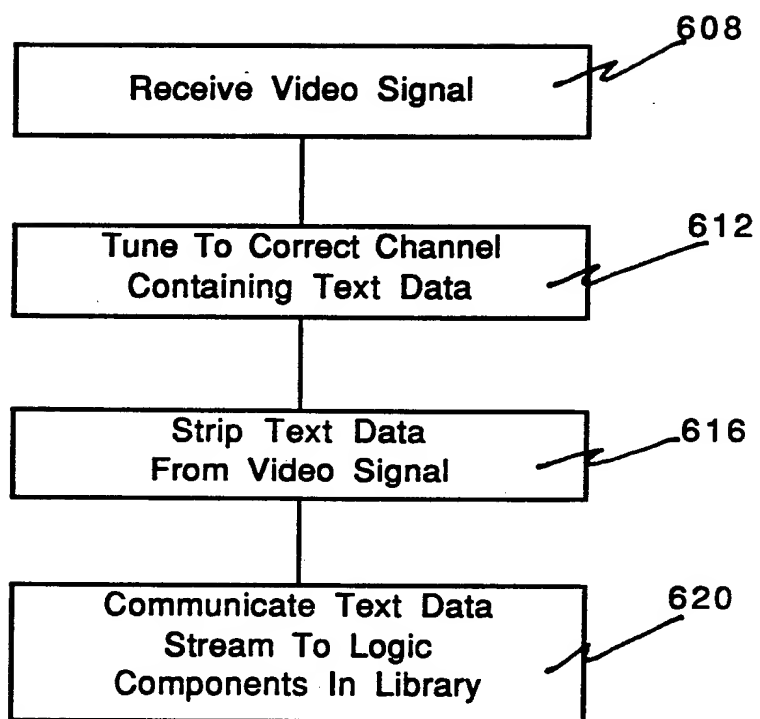 608
Receive Video Signal
612
Tune To Correct Channel
Containing Text Data
616
Strip Text Data
From Video Signal
620
Communicate Text Data
Stream To Logic
Components In Library